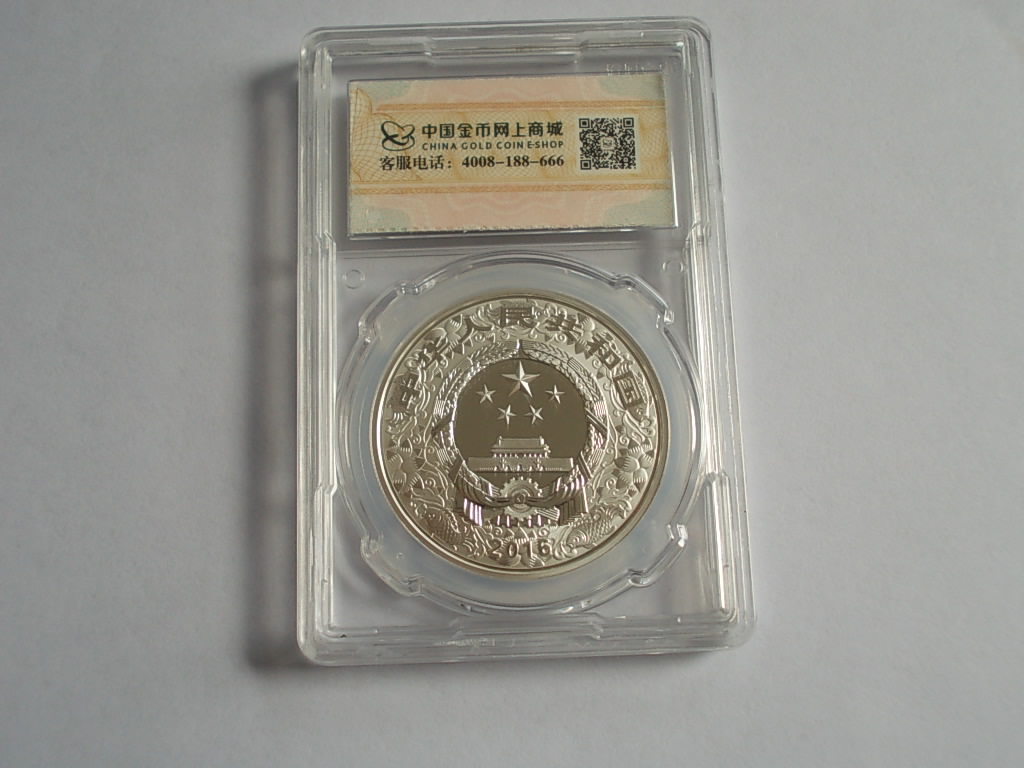 中国金币网上商城
CHINA GOLD COIN E-SHOP
客服电话：4008-188-666
中华人民共和国
2016